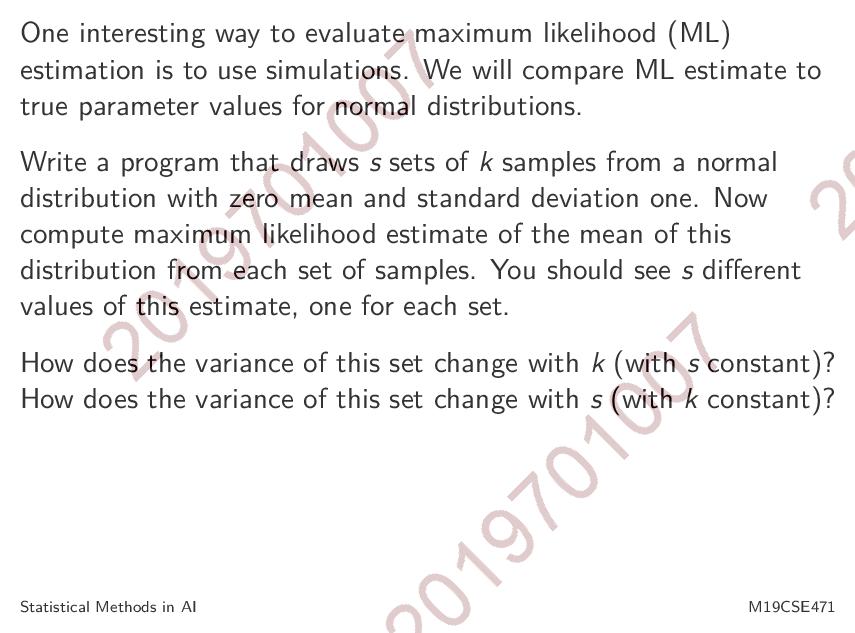 One interesting way to evaluate maximum likelihood (ML)
estimation is to use simulations. We will compare ML estimate to
true parameter values for normal distributions.
Write a program that draws s sets of k samples from a normal
distribution with zero mean and standard deviation one. Now
compute maximum likelihood estimate of the mean of this
distribution from each set of samples. You should see s different
values of this estimate, one for each set.
How does the variance of this set change with k (with s constant)?
How does the variance of this set change with s (with k constant)?
Statistical Methods in AI
M19CSE471
2019701007
2019701007
20